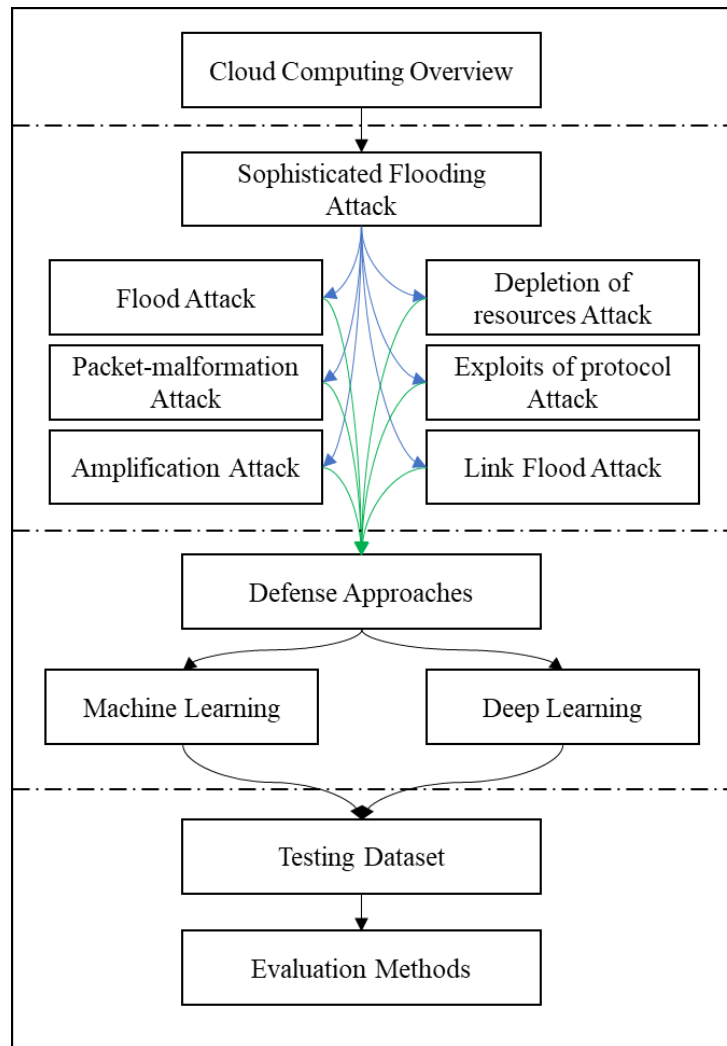 Cloud Computing Overview
Sophisticated Flooding
Attack
Flood Attack
Depletion of
resources Attack
Packet-malformation
Attack
Exploits of protocol
Attack
Amplification Attack
Link Flood Attack
Defense Approaches
Machine Learning
Deep Learning
Testing Dataset
Evaluation Methods